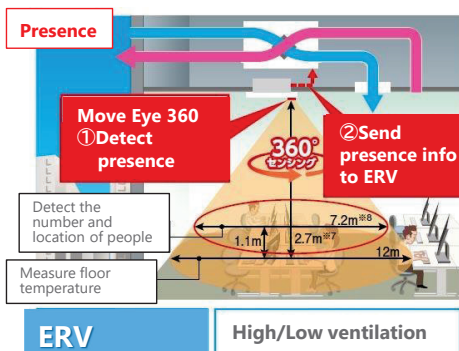 Presence
Move Eye 360
①Detect
presence
②Send
presence info
to ERV
360°
センシング
Detect the
number and
location of people
7.2m※8
1.1m
2.7m※7
Measure floor
temperature
12m
ERV
High/Low ventilation